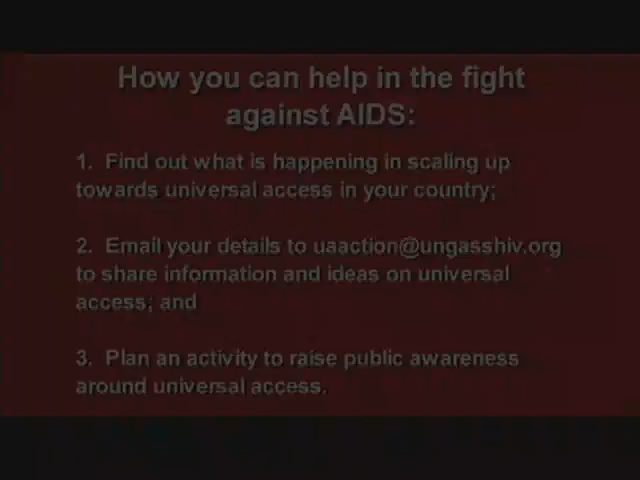 How you can help in the fight
against AIDS:
1. Find out what is happening in scaling up
towards universal access in your country;
2. Email your details to uaaction@ungasshiv.org
to share information and ideas on universal
access; and
3. Plan an activity to raise public awareness
around universal access.